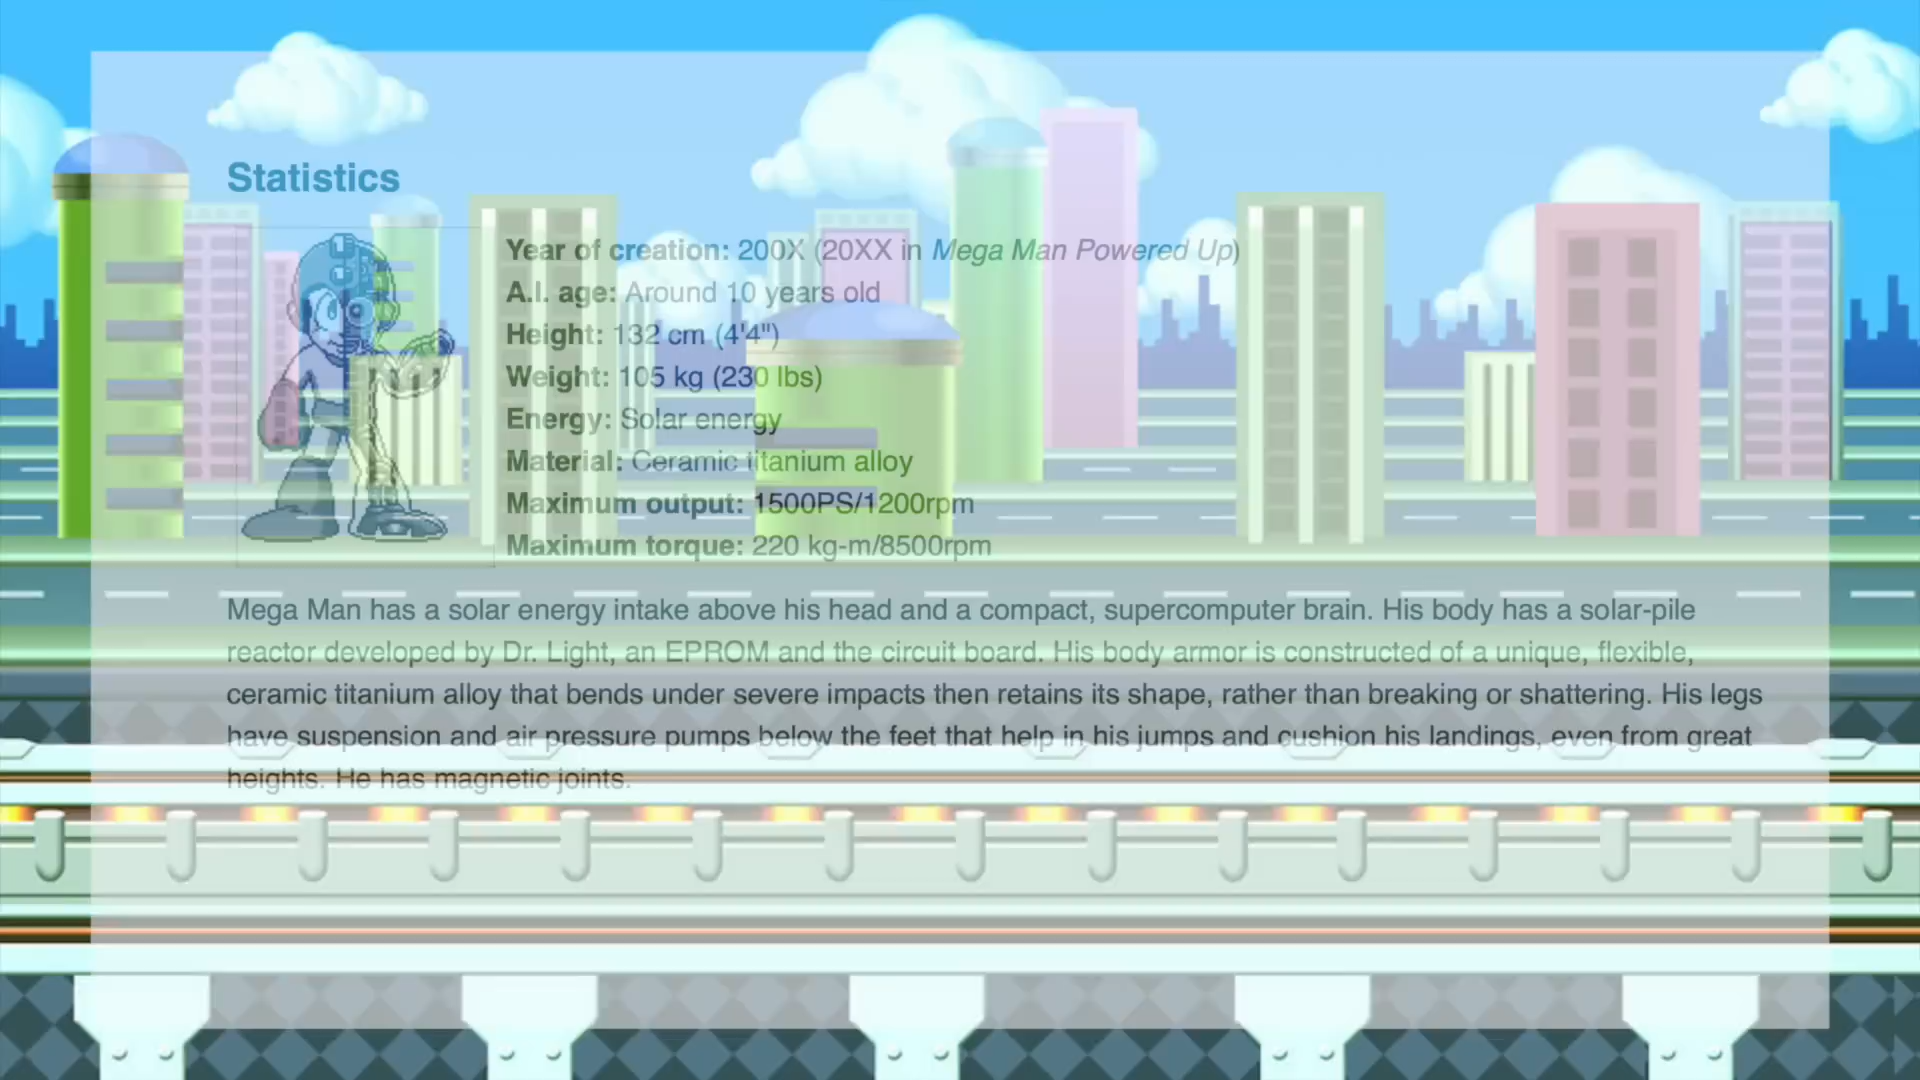 Statistics
Year of creation: 200X (20XX in Mega Man Powered Up)
A.I. age: Around 10 years old
Height: 132 cm (4'4")
Weight: 105 kg (230 lbs)
Energy: Solar energy
Material: Ceramic titanium alloy
Maximum output: 1500PS/1200rpm
Maximum torque: 220 kg-m/8500rpm
Mega Man has a solar energy intake above his head and a compact, supercomputer brain. His body has a solar-pile
reactor developed by Dr. Light, an EPROM and the circuit board. His body armor is constructed of a unique, flexible,
ceramic titanium alloy that bends under severe impacts then retains its shape, rather than breaking or shattering. His legs
have suspension and air pressure pumps below the feet that help in his jumps and cushion his landings, even from great
heights. He has magnetic joints.